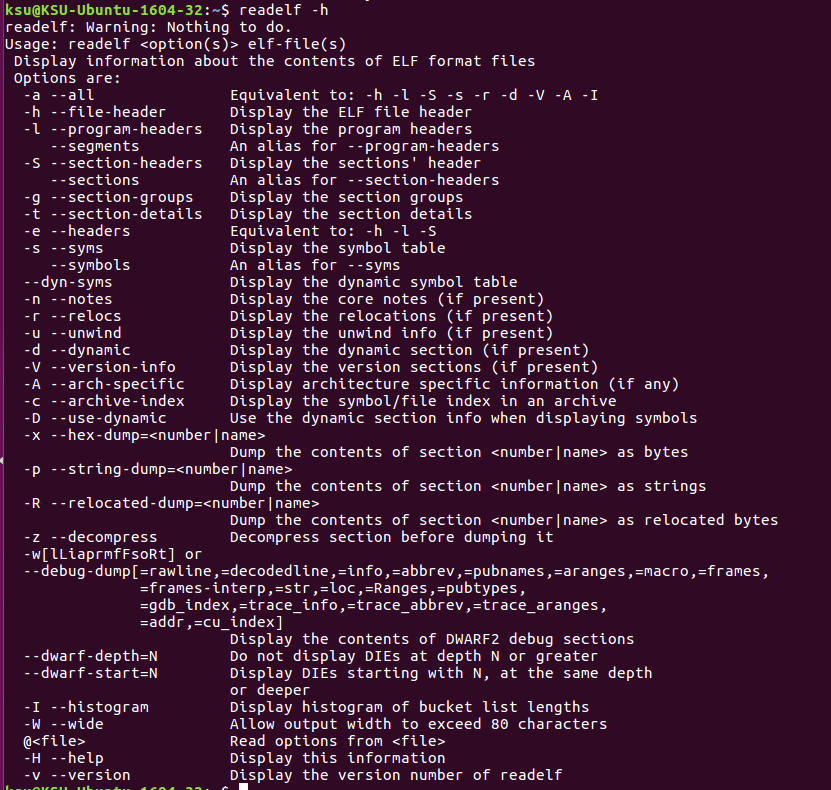 ksu@KSU-Ubuntu-1604-32:~$ readelf -h
readelf: Warning: Nothing to do.
Usage: readelf <option(s)> elf-file(s)
 Display information about the contents of ELF format files
 Options are:
  -a --all               Equivalent to: -h -l -S -s -r -d -V -A -I
  -h --file-header       Display the ELF file header
  -l --program-headers   Display the program headers
     --segments          An alias for --program-headers
  -S --section-headers   Display the sections' header
     --sections          An alias for --section-headers
  -g --section-groups    Display the section groups
  -t --section-details   Display the section details
  -e --headers           Equivalent to: -h -l -S
  -s --syms              Display the symbol table
     --symbols           An alias for --syms
  --dyn-syms             Display the dynamic symbol table
  -n --notes             Display the core notes (if present)
  -r --relocs            Display the relocations (if present)
  -u --unwind            Display the unwind info (if present)
  -d --dynamic           Display the dynamic section (if present)
  -V --version-info      Display the version sections (if present)
  -A --arch-specific     Display architecture specific information (if any)
  -c --archive-index     Display the symbol/file index in an archive
  -D --use-dynamic       Use the dynamic section info when displaying symbols
  -x --hex-dump=<number|name>
                         Dump the contents of section <number|name> as bytes
  -p --string-dump=<number|name>
                         Dump the contents of section <number|name> as strings
  -R --relocated-dump=<number|name>
                         Dump the contents of section <number|name> as relocated bytes
  -z --decompress        Decompress section before dumping it
  -w[lLiaprmfFsoRt] or
  --debug-dump[=rawline,=decodedline,=info,=abbrev,=pubnames,=aranges,=macro,=frames,
               =frames-interp,=str,=loc,=Ranges,=pubtypes,
               =gdb_index,=trace_info,=trace_abbrev,=trace_aranges,
               =addr,=cu_index]
                         Display the contents of DWARF2 debug sections
  --dwarf-depth=N        Do not display DIEs at depth N or greater
  --dwarf-start=N        Display DIEs starting with N, at the same depth
                         or deeper
  -I --histogram         Display histogram of bucket list lengths
  -W --wide              Allow output width to exceed 80 characters
  @<file>                Read options from <file>
  -H --help              Display this information
  -v --version           Display the version number of readelf
ksu@KSU-Ubuntu-1604-32:~$